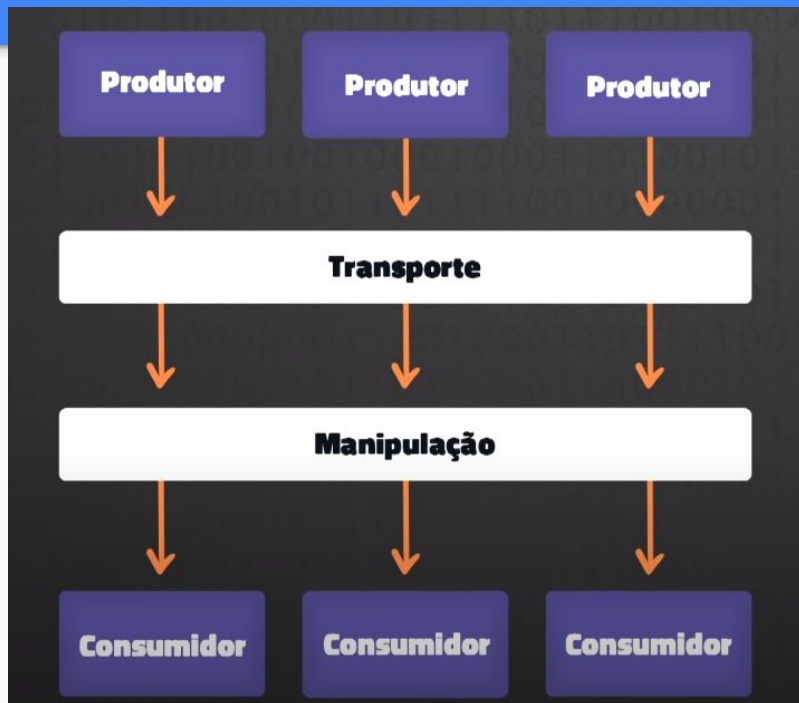 Produtor
Produtor
Produtor
Transporte
Manipulação
Consumidor
Consumidor
Consumidor